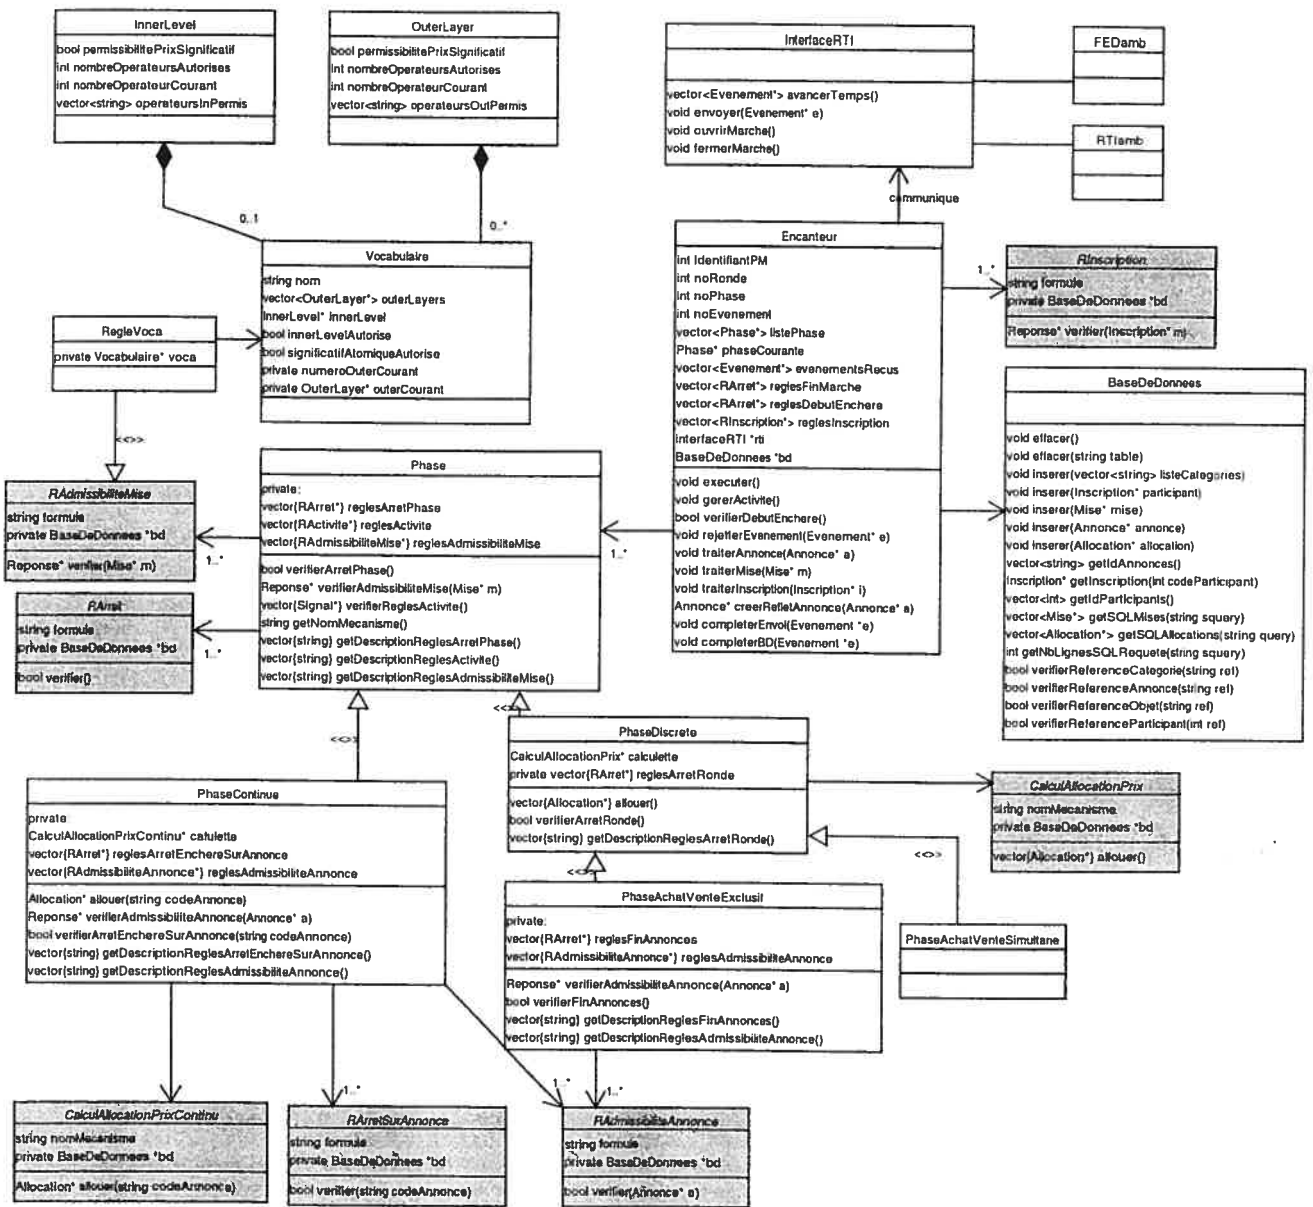 InnerLevel
bool permissibilitePrixSignificatif
int nombreOperateursAutorises
int nombreOperateurCourant
vector<string> operateursInPermis
OuterLayer
bool permissibilitePrixSignificatif
int nombreOperateursAutorises
int nombreOperateurCourant
vector<string> operateursOutPermis
InterfaceRTI
vector<Evenement*> avancerTemps()
void envoyer(Evenement* e)
void ouvrirMarche()
void fermerMarche()
FEDamb
RTIamb
communique
0..1
0..*
Vocabulaire
string nom
vector<OuterLayer*> outerLayers
InnerLevel* innerLevel
bool innerLevelAutorise
bool significatifAtomiqueAutorise
private numeroOuterCourant
private OuterLayer* outerCourant
RegleVoca
private Vocabulaire* voca
<<>>
Encanteur
int IdentifiantPM
int noRonde
int noPhase
int noEvenement
vector<Phase*> listePhase
Phase* phaseCourante
vector<Evenement*> evenementsRecus
vector<RArret*> reglesFinMarche
vector<RArret*> reglesDebutEnchere
vector<RInscription*> reglesInscription
InterfaceRTI *rti
BaseDeDonnees *bd
void executer()
void gererActivite()
bool verifierDebutEnchere()
void rejetterEvenement(Evenement* e)
void traiterAnnonce(Annonce* a)
void traiterMise(Mise* m)
void traiterInscription(Inscription* i)
Annonce* creerRefletAnnonce(Annonce* a)
void completerEnvoi(Evenement *e)
void completerBD(Evenement *e)
1..*
RInscription
string formule
private BaseDeDonnees *bd
Reponse* verifier(Inscription* m)
BaseDeDonnees
void effacer()
void effacer(string table)
void inserer(vector<string> listeCategories)
void inserer(Inscription* participant)
void inserer(Mise* mise)
void inserer(Annonce* annonce)
void inserer(Allocation* allocation)
vector<string> getIdAnnonces()
Inscription* getInscription(int codeParticipant)
vector<int> getIdParticipants()
vector<Mise*> getSQLMises(string squery)
vector<Allocation*> getSQLAllocations(string query)
int getNbLignesSQLRequete(string squery)
bool verifierReferenceCategorie(string ref)
bool verifierReferenceAnnonce(string ref)
bool verifierReferenceObjet(string ref)
bool verifierReferenceParticipant(int ref)
Phase
private:
vector{RArret*} reglesArretPhase
vector{RActivite*} reglesActivite
vector{RAdmissibiliteMise*} reglesAdmissibiliteMise
bool verifierArretPhase()
Reponse* verifierAdmissibiliteMise(Mise* m)
vector{Signal*} verifierReglesActivite()
string getNomMecanisme()
vector{string} getDescriptionReglesArretPhase()
vector{string} getDescriptionReglesActivite()
vector{string} getDescriptionReglesAdmissibiliteMise()
1..*
RAdmissibiliteMise
string formule
private BaseDeDonnees *bd
Reponse* verifier(Mise* m)
1..*
RArret
string formule
private BaseDeDonnees *bd
bool verifier()
1..*
<<>>
<<>>
PhaseDiscrete
CalculAllocationPrix* calculette
private vector{RArret*} reglesArretRonde
vector{Allocation*} allouer()
bool verifierArretRonde()
vector{string} getDescriptionReglesArretRonde()
CalculAllocationPrix
string nomMecanisme
private BaseDeDonnees *bd
vector{Allocation*} allouer()
PhaseContinue
private
CalculAllocationPrixContinu* calulette
vector{RArret*} reglesArretEnchereSurAnnonce
vector{RAdmissibiliteAnnonce*} reglesAdmissibiliteAnnonce
Allocation* allouer(string codeAnnonce)
Reponse* verifierAdmissibiliteAnnonce(Annonce* a)
bool verifierArretEnchereSurAnnonce(string codeAnnonce)
vector{string} getDescriptionReglesArretEnchereSurAnnonce()
vector{string} getDescriptionReglesAdmissibiliteAnnonce()
<<>>
<<>>
PhaseAchatVenteExclusif
private:
vector{RArret*} reglesFinAnnonces
vector{RAdmissibiliteAnnonce*} reglesAdmissibiliteAnnonce
Reponse* verifierAdmissibiliteAnnonce(Annonce* a)
bool verifierFinAnnonces()
vector{string} getDescriptionReglesFinAnnonces()
vector{string} getDescriptionReglesAdmissibiliteAnnonce()
PhaseAchatVenteSimultane
1..*
1..*
1..*
CalculAllocationPrixContinu
string nomMecanisme
private BaseDeDonnees *bd
Allocation* allouer(string codeAnnonce)
RArretSurAnnonce
string formule
private BaseDeDonnees *bd
bool verifier(string codeAnnonce)
RAdmissibiliteAnnonce
string formule
private BaseDeDonnees *bd
bool verifier(Annonce* a)